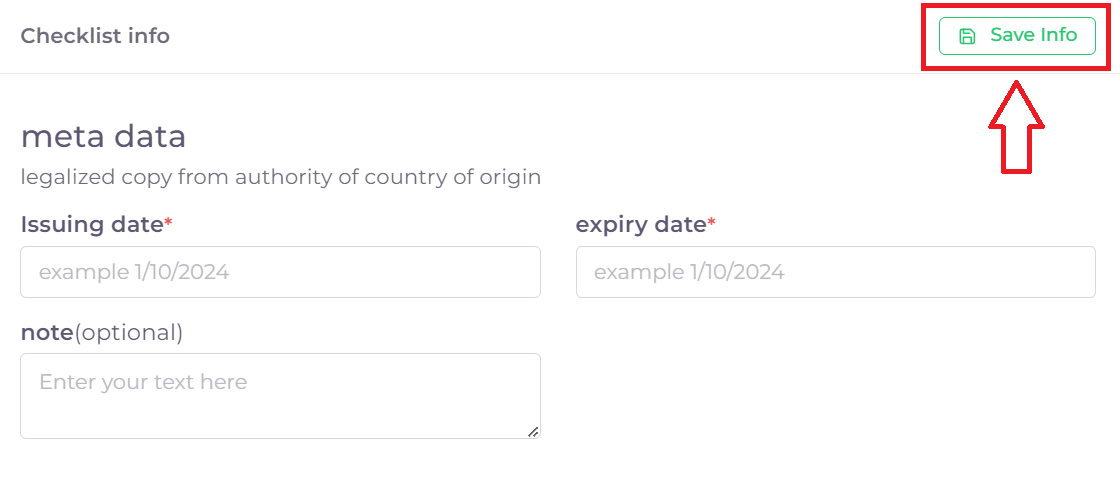 Checklist info
Save Info
meta data
legalized copy from authority of country of origin
Issuing date*
expiry date*
example 1/10/2024
example 1/10/2024
note(optional)
Enter your text here